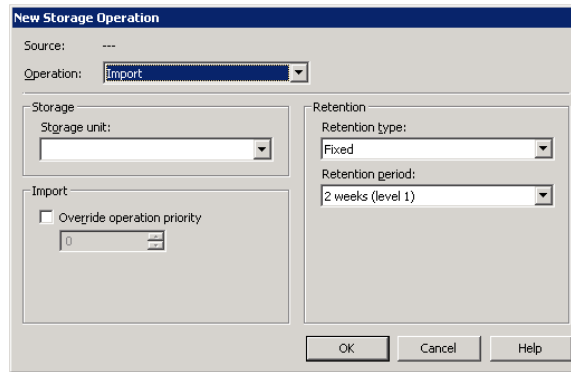 New Storage Operation
Source: ---
Operation: Import
Storage
Storage unit:
Import
Override operation priority
0
Retention
Retention type:
Fixed
Retention period:
2 weeks (level 1)
OK Cancel Help